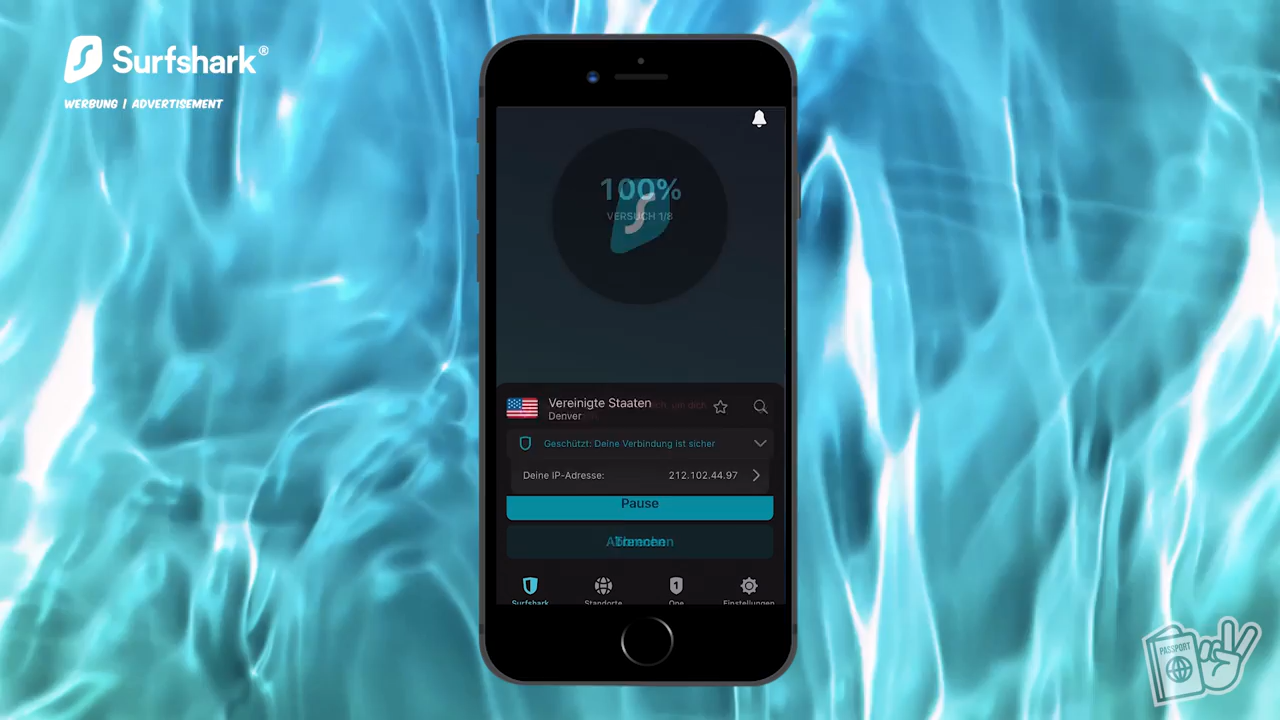 Surfshark®
WERBUNG | ADVERTISEMENT
100%
VERSUCH 1/8
Vereinigte Staaten
Denver
Geschützt: Deine Verbindung ist sicher
Deine IP-Adresse: 212.102.44.97
Pause
Surfshark Standorte One Einstellungen
PASSPORT